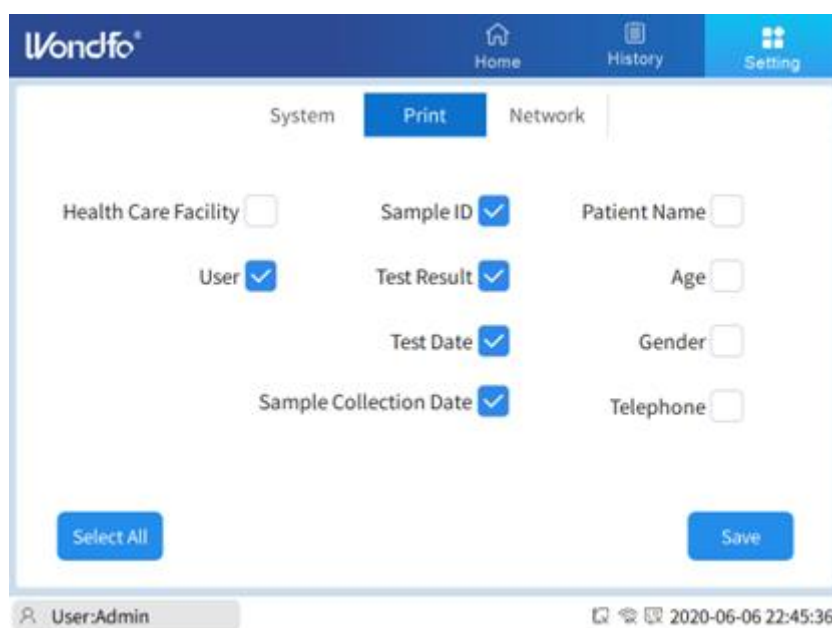 Wondfo®
Home
History
Setting
System
Print
Network
Health Care Facility
Sample ID
Patient Name
User
Test Result
Age
Test Date
Gender
Sample Collection Date
Telephone
Select All
Save
User:Admin
2020-06-06 22:45:36